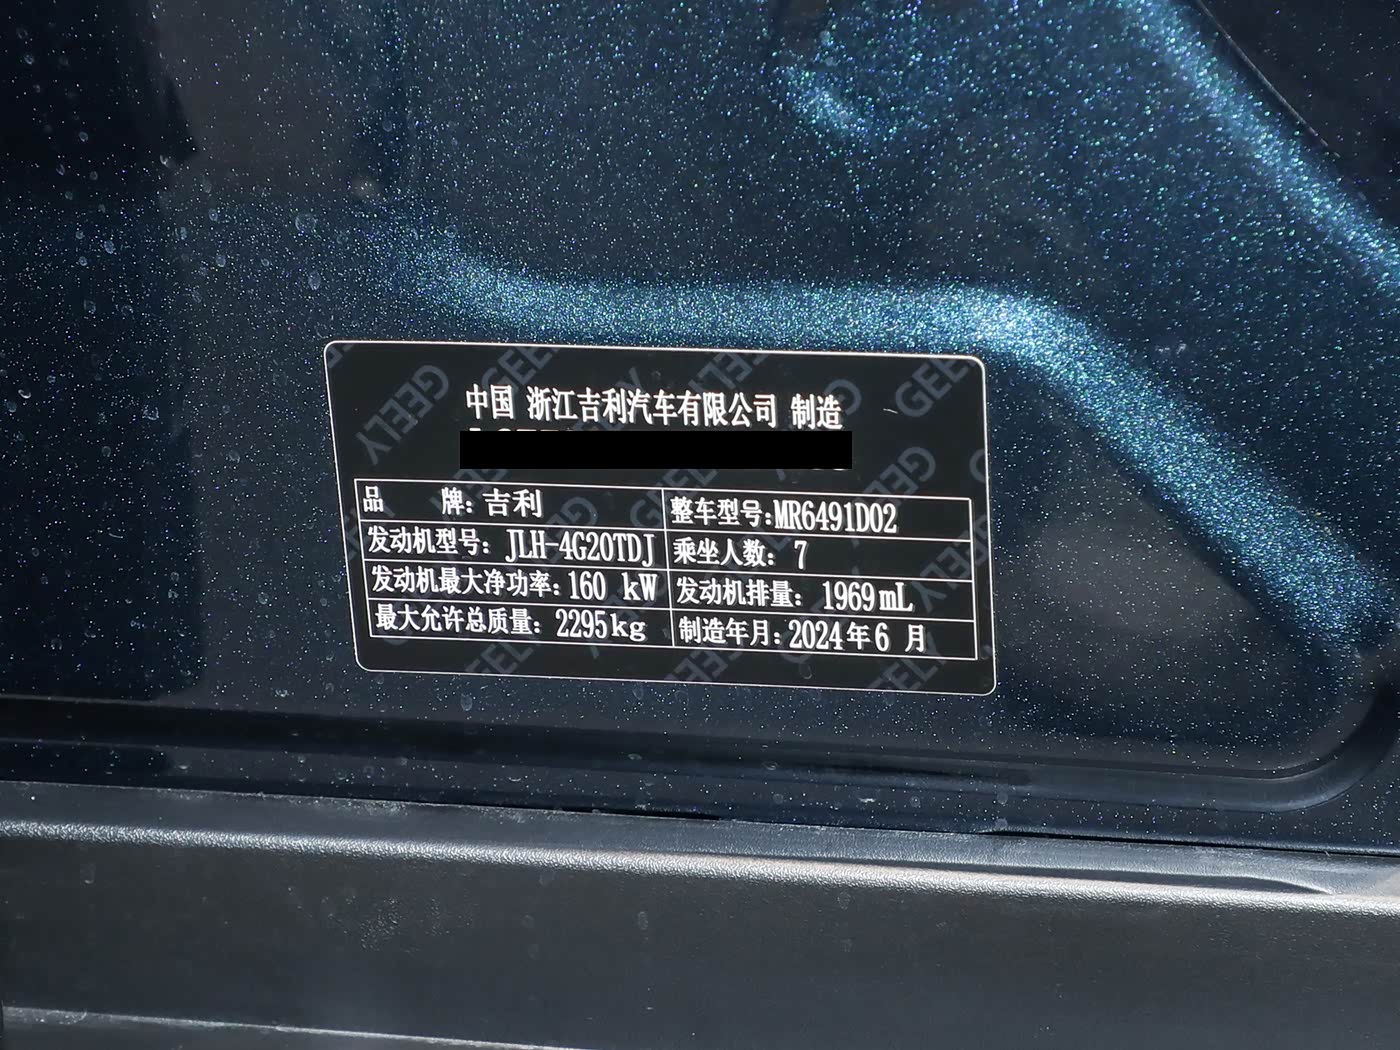 中国 浙江吉利汽车有限公司 制造
品 牌: 吉利 整车型号:MR6491D02
发动机型号: JLH-4G20TDJ 乘坐人数: 7
发动机最大净功率:160 kW 发动机排量: 1969mL
最大允许总质量: 2295kg 制造年月:2024年6 月